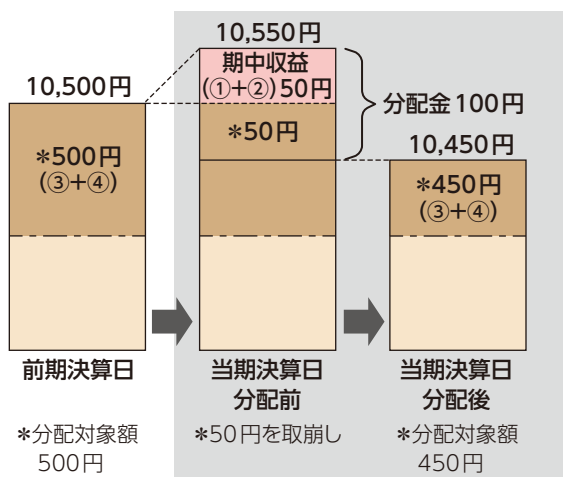 10,550円
期中収益
(①+②)50円
10,500円
分配金100円
*50円
10,450円
*500円
(③+④)
*450円
(③+④)
前期決算日
当期決算日
分配前
当期決算日
分配後
*分配対象額
500円
*50円を取崩し
*分配対象額
450円